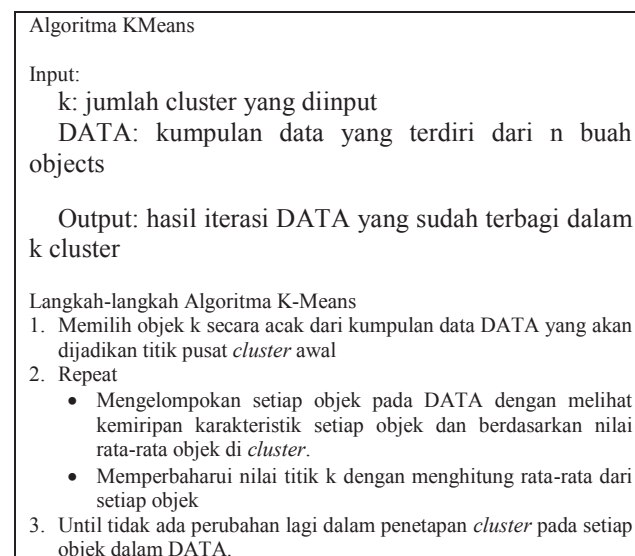 Algoritma KMeans
Input:
k: jumlah cluster yang diinput
DATA: kumpulan data yang terdiri dari n buah
objects
Output: hasil iterasi DATA yang sudah terbagi dalam
k cluster
Langkah-langkah Algoritma K-Means
1. Memilih objek k secara acak dari kumpulan data DATA yang akan
dijadikan titik pusat cluster awal
2. Repeat
• Mengelompokan setiap objek pada DATA dengan melihat
kemiripan karakteristik setiap objek dan berdasarkan nilai
rata-rata objek di cluster.
• Memperbaharui nilai titik k dengan menghitung rata-rata dari
setiap objek
3. Until tidak ada perubahan lagi dalam penetapan cluster pada setiap
objek dalam DATA.